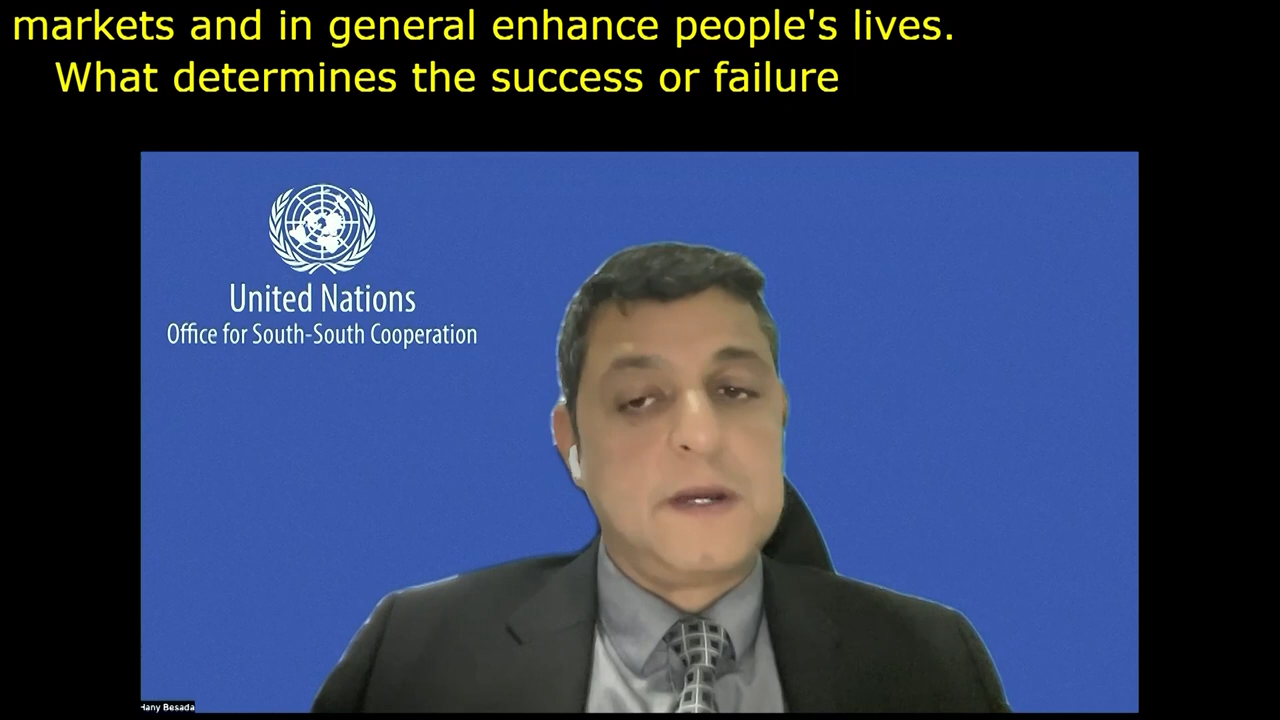 markets and in general enhance people's lives.
What determines the success or failure
United Nations
Office for South-South Cooperation
Hany Besada